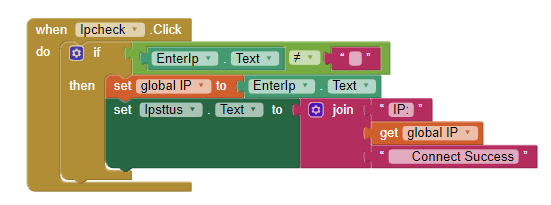 when Ipcheck .Click
do if EnterIp . Text ≠ " "
then set global IP to EnterIp . Text
set Ipsttus . Text to join " IP: "
get global IP
" Connect Success "